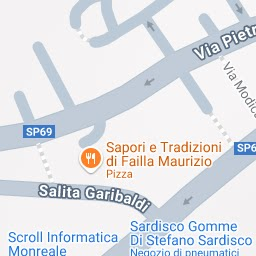 Via Pietr
Via Modica
SP69
Sapori e Tradizioni
di Failla Maurizio
Pizza
SP6
Salita Garibaldi
Sardisco Gomme
Di Stefano Sardisco
Negozio di pneumatici
Scroll Informatica
Monreale